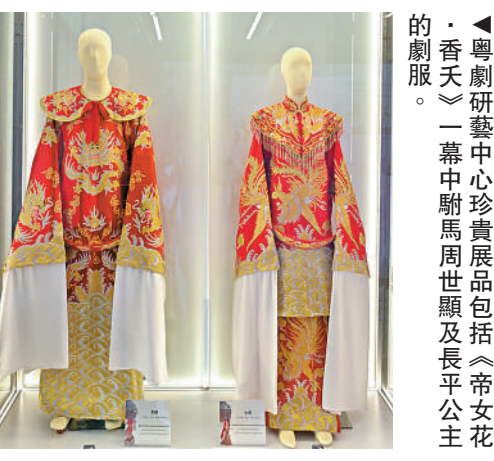 ◀粵劇研藝中心珍貴展品包括《帝女花
·香夭》一幕中駙馬周世顯及長平公主
的劇服。